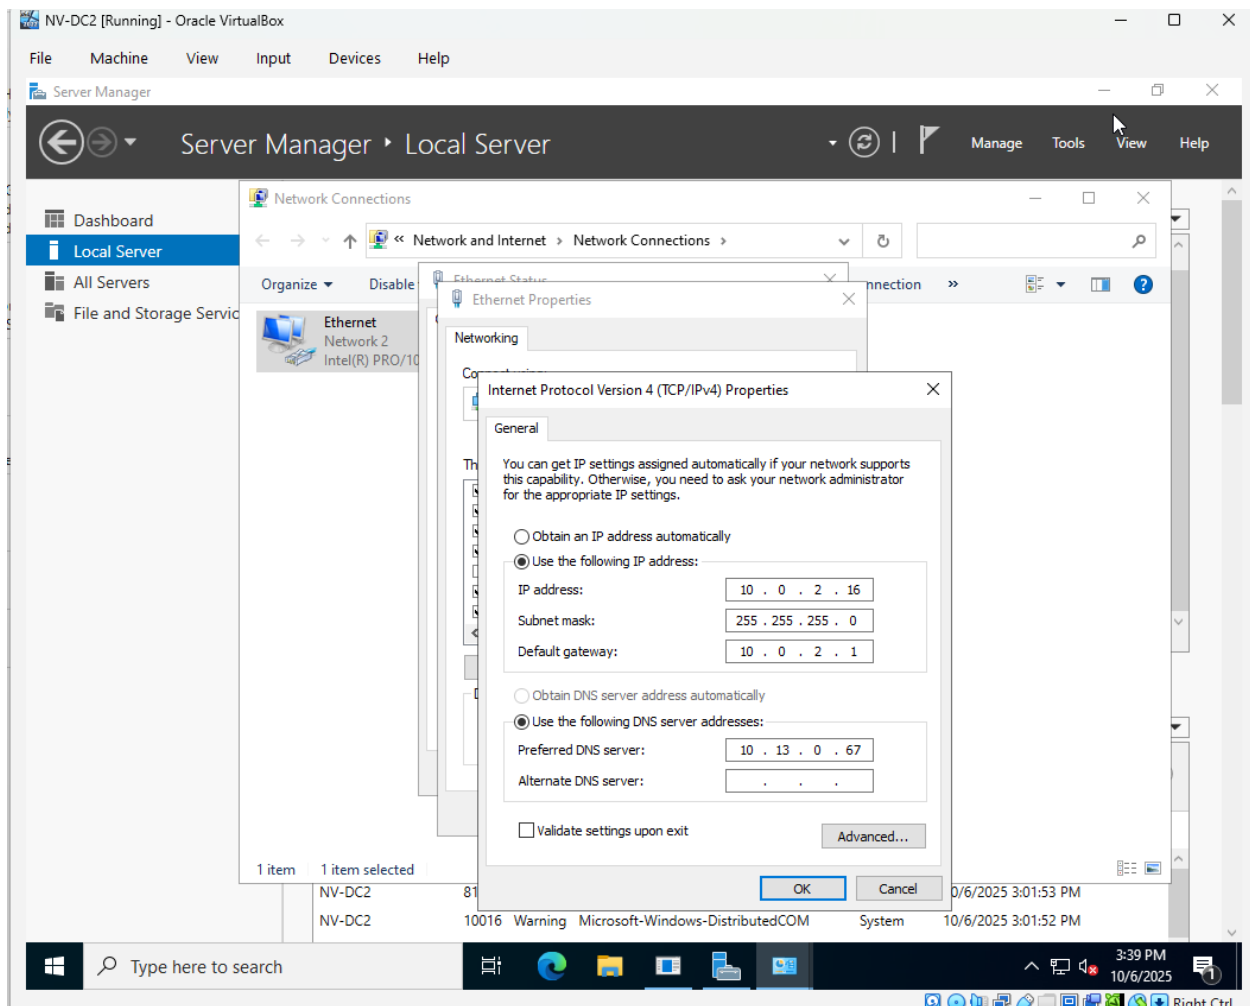 NV-DC2 [Running] - Oracle VirtualBox
File Machine View Input Devices Help
Server Manager
Server Manager Local Server
Manage Tools View Help
Dashboard
Local Server
All Servers
File and Storage Servic
Network Connections
« Network and Internet > Network Connections >
Organize Disable nnection »
Ethernet
Network 2
Intel(R) PRO/10
Ethernet Status
Ethernet Properties
Networking
Th
Internet Protocol Version 4 (TCP/IPv4) Properties
General
You can get IP settings assigned automatically if your network supports
this capability. Otherwise, you need to ask your network administrator
for the appropriate IP settings.
Obtain an IP address automatically
Use the following IP address:
IP address: 10 . 0 . 2 . 16
Subnet mask: 255 . 255 . 255 . 0
Default gateway: 10 . 0 . 2 . 1
Obtain DNS server address automatically
Use the following DNS server addresses:
Preferred DNS server: 10 . 13 . 0 . 67
Alternate DNS server: . . .
Validate settings upon exit
Advanced...
OK Cancel
1 item 1 item selected
NV-DC2 81 0/6/2025 3:01:53 PM
NV-DC2 10016 Warning Microsoft-Windows-DistributedCOM System 10/6/2025 3:01:52 PM
Type here to search
3:39 PM
10/6/2025
1
Right Ctrl